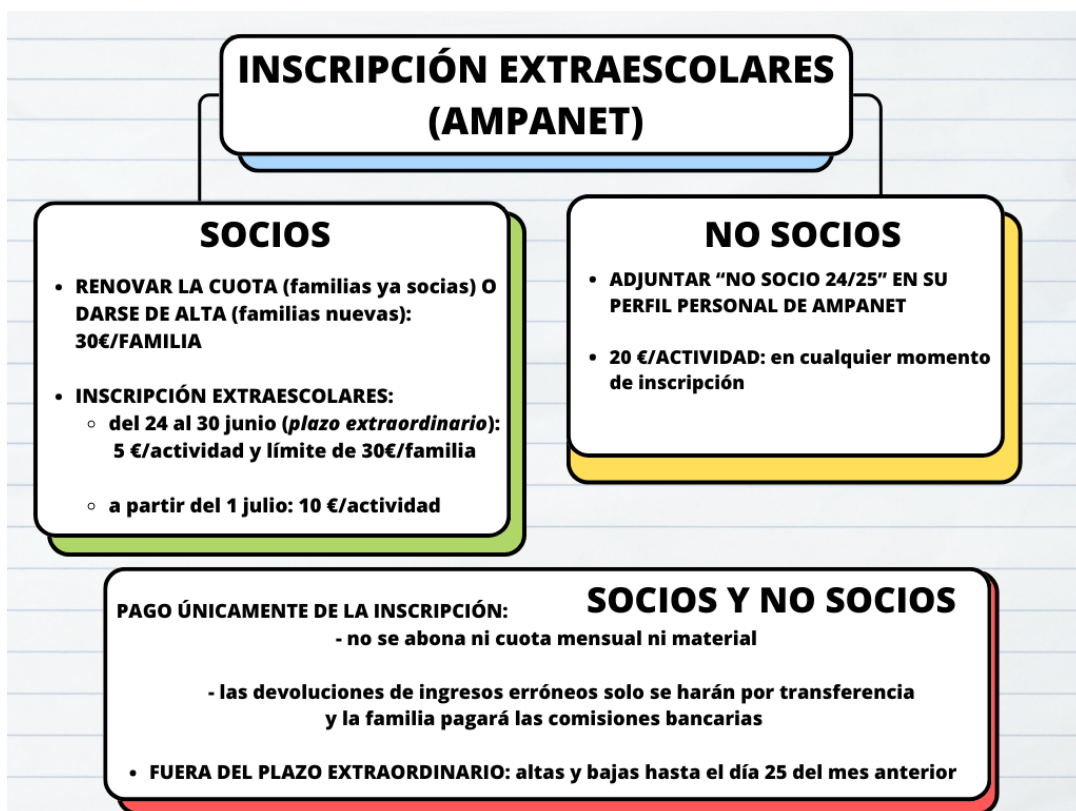 INSCRIPCIÓN EXTRAESCOLARES
(AMPANET)
SOCIOS
• RENOVAR LA CUOTA (familias ya socias) O
DARSE DE ALTA (familias nuevas):
30€/FAMILIA
• INSCRIPCIÓN EXTRAESCOLARES:
◦ del 24 al 30 junio (plazo extraordinario):
5 €/actividad y límite de 30€/familia
◦ a partir del 1 julio: 10 €/actividad
NO SOCIOS
• ADJUNTAR “NO SOCIO 24/25” EN SU
PERFIL PERSONAL DE AMPANET
• 20 €/ACTIVIDAD: en cualquier momento
de inscripción
SOCIOS Y NO SOCIOS
PAGO ÚNICAMENTE DE LA INSCRIPCIÓN:
- no se abona ni cuota mensual ni material
- las devoluciones de ingresos erróneos solo se harán por transferencia
y la familia pagará las comisiones bancarias
• FUERA DEL PLAZO EXTRAORDINARIO: altas y bajas hasta el día 25 del mes anterior